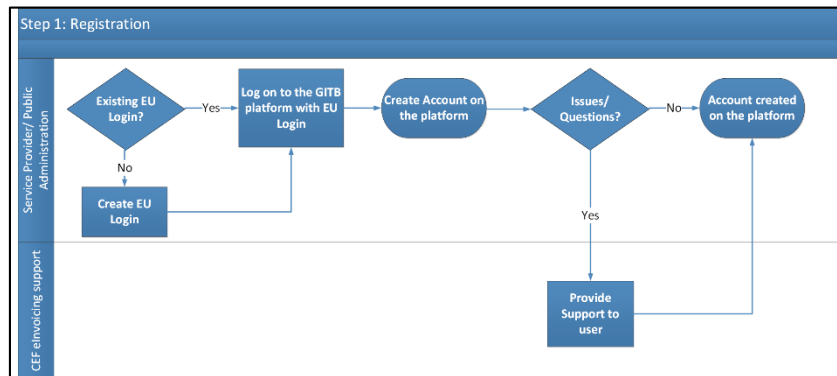 Step 1: Registration
Service Provider/ Public
Administration
Existing EU
Login?
Yes
Log on to the GITB
platform with EU
Login
Create Account on
the platform
Issues/
Questions?
No
Account created
on the platform
No
Create EU
Login
Yes
CEF eInvoicing support
Provide
Support to
user